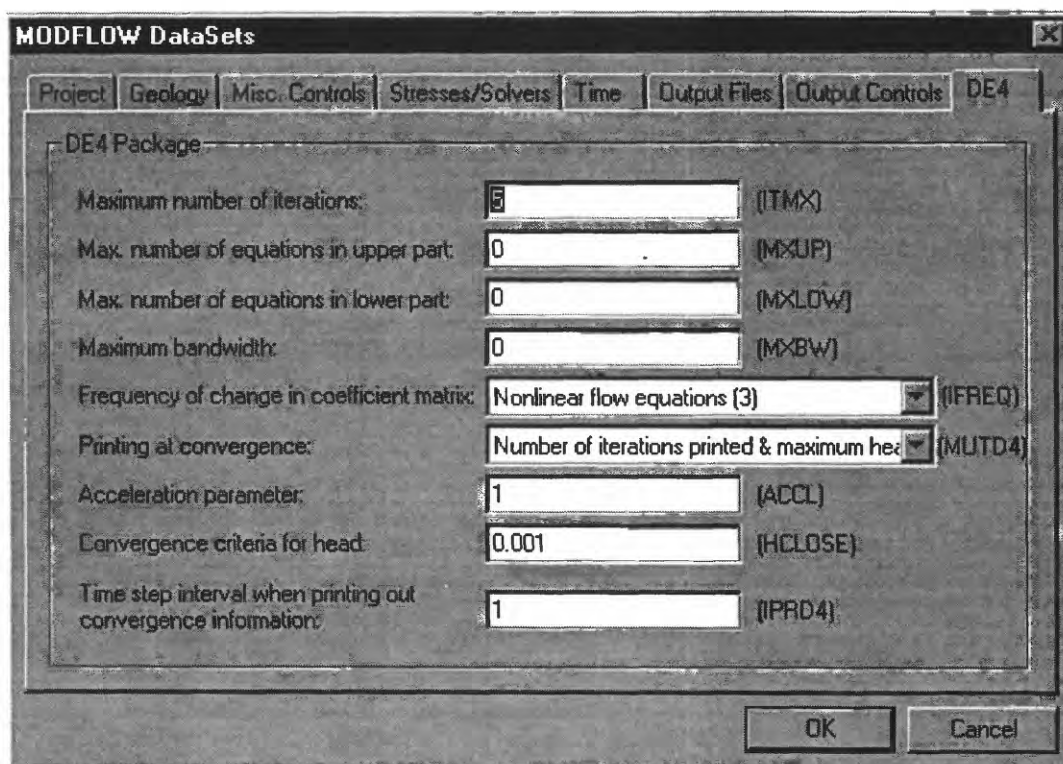 MODFLOW DataSets
Project Geology Misc. Controls Stresses/Solvers Time Output Files Output Controls DE4
DE4 Package
Maximum number of iterations: 5 (ITMX)
Max. number of equations in upper part: 0 (MXUP)
Max. number of equations in lower part: 0 (MXLOW)
Maximum bandwidth: 0 (MXBW)
Frequency of change in coefficient matrix: Nonlinear flow equations (3) (IFREQ)
Printing at convergence: Number of iterations printed & maximum hea (MUTD4)
Acceleration parameter: 1 (ACCL)
Convergence criteria for head: 0.001 (HCLOSE)
Time step interval when printing out
convergence information: 1 (IPRD4)
OK Cancel